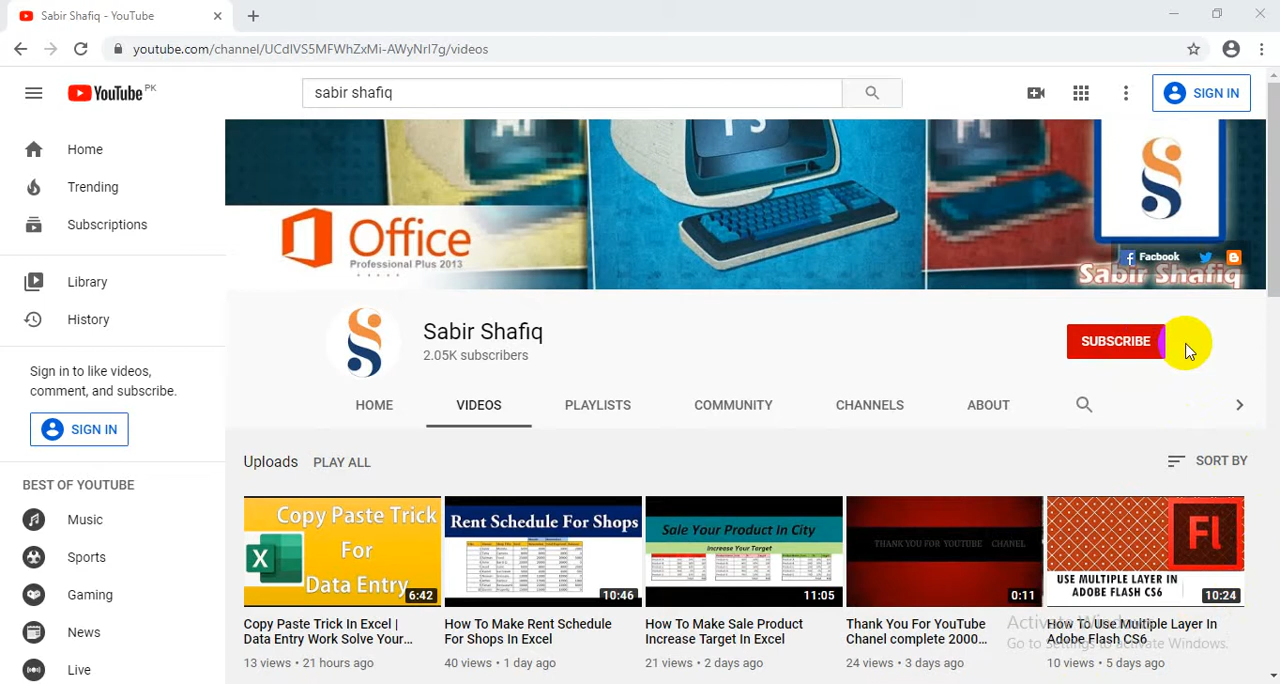 Sabir Shafiq - YouTube
youtube.com/channel/UCdIVS5MFWhZxMi-AWyNrI7g/videos
YouTube PK
sabir shafiq
SIGN IN
Home
Trending
Subscriptions
Library
History
Sign in to like videos,
comment, and subscribe.
SIGN IN
BEST OF YOUTUBE
Music
Sports
Gaming
News
Live
PS
Office
Professional Plus 2013
Facbook
Sabir Shafiq
Sabir Shafiq
2.05K subscribers
SUBSCRIBE
HOME
VIDEOS
PLAYLISTS
COMMUNITY
CHANNELS
ABOUT
Uploads
PLAY ALL
SORT BY
Copy Paste Trick
For
Data Entry
X
6:42
Rent Schedule For Shops
10:46
Sale Your Product In City
Increase Your Target
11:05
THANK YOU FOR YOUTUBE CHANEL
0:11
Fl
USE MULTIPLE LAYER IN
ADOBE FLASH CS6
10:24
Copy Paste Trick In Excel |
Data Entry Work Solve Your...
13 views • 21 hours ago
How To Make Rent Schedule
For Shops In Excel
40 views • 1 day ago
How To Make Sale Product
Increase Target In Excel
21 views • 2 days ago
Thank You For YouTube
Chanel complete 2000...
24 views • 3 days ago
How To Use Multiple Layer In
Adobe Flash CS6
10 views • 5 days ago
Activate Windows
Go to Settings to activate Windows.